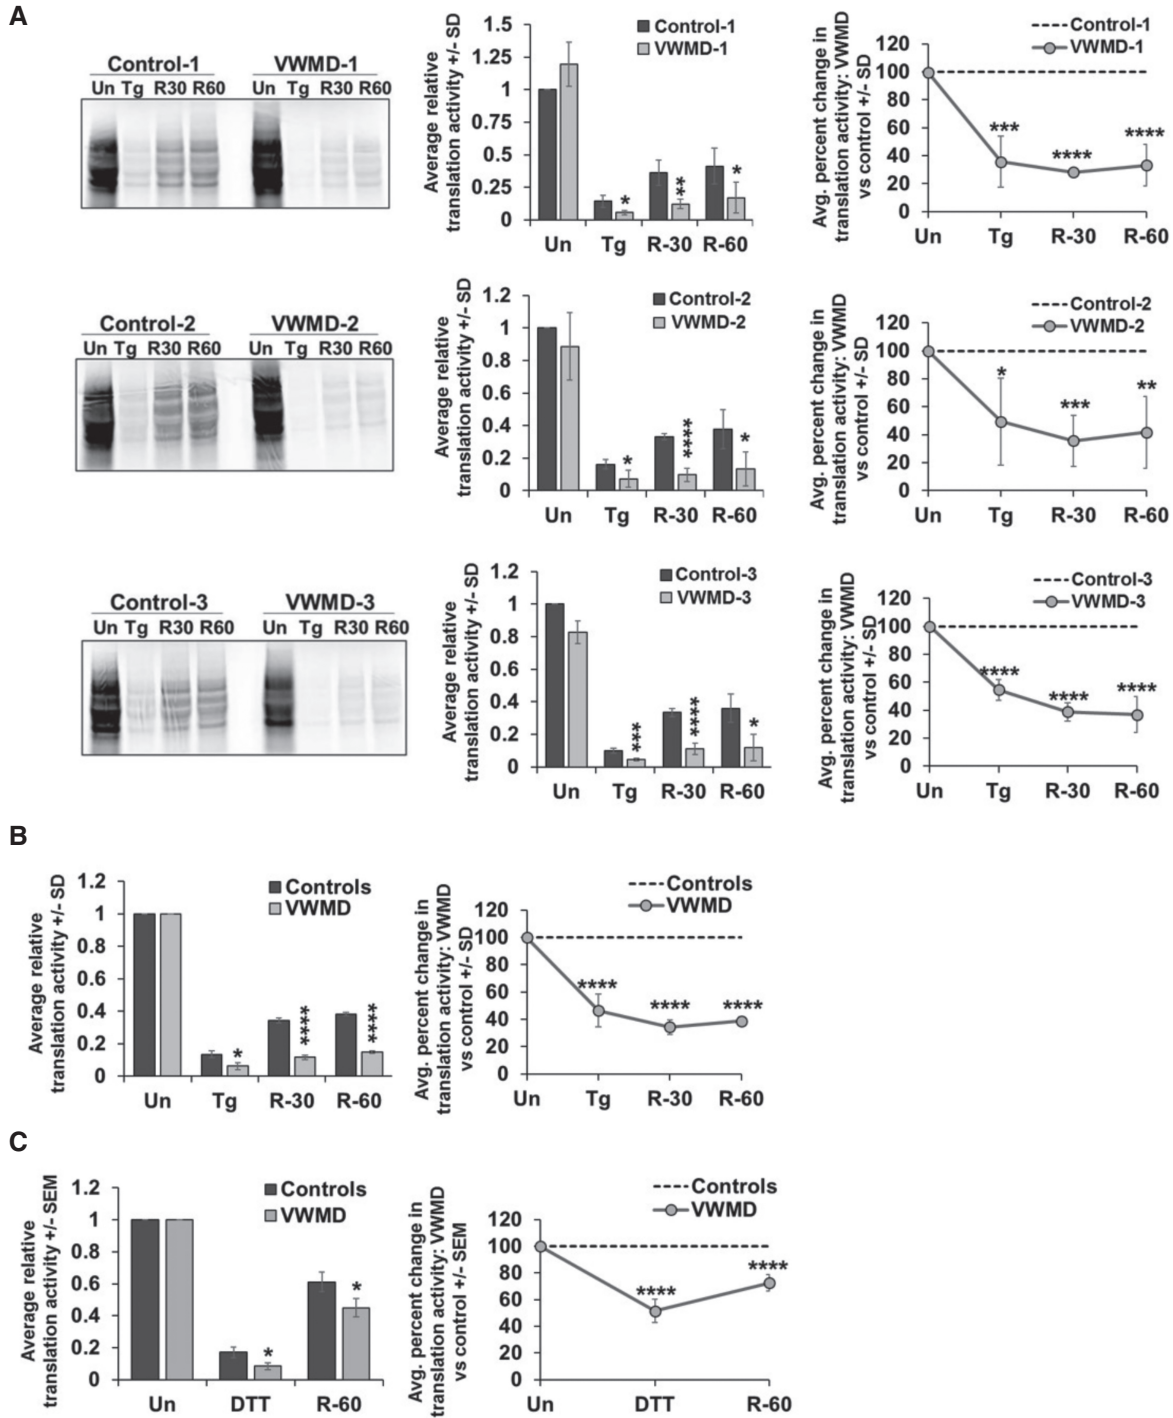 A
Control-1 VWMD-1
Un Tg R30 R60 Un Tg R30 R60
Average relative
translation activity +/- SD
1.5
1.25
1
0.75
0.5
0.25
0
Control-1
VWMD-1
* ** *
Un Tg R-30 R-60
Avg. percent change in
translation activity: VWMD
vs control +/- SD
120
100
80
60
40
20
0
Control-1
VWMD-1
*** **** ****
Un Tg R-30 R-60
Control-2 VWMD-2
Un Tg R30 R60 Un Tg R30 R60
Average relative
translation activity +/- SD
1.2
1
0.8
0.6
0.4
0.2
0
Control-2
VWMD-2
* **** *
Un Tg R-30 R-60
Avg. percent change in
translation activity: VWMD
vs control +/- SD
120
100
80
60
40
20
0
Control-2
VWMD-2
* *** **
Un Tg R-30 R-60
Control-3 VWMD-3
Un Tg R30 R60 Un Tg R30 R60
Average relative
translation activity +/- SD
1.2
1
0.8
0.6
0.4
0.2
0
Control-3
VWMD-3
*** **** *
Un Tg R-30 R-60
Avg. percent change in
translation activity: VWMD
vs control +/- SD
120
100
80
60
40
20
0
Control-3
VWMD-3
**** **** ****
Un Tg R-30 R-60
B
Average relative
translation activity +/- SD
1.2
1
0.8
0.6
0.4
0.2
0
Controls
VWMD
* **** ****
Un Tg R-30 R-60
Avg. percent change in
translation activity: VWMD
vs control +/- SD
120
100
80
60
40
20
0
Controls
VWMD
**** **** ****
Un Tg R-30 R-60
C
Average relative
translation activity +/- SEM
1.2
1
0.8
0.6
0.4
0.2
0
Controls
VWMD
* *
Un DTT R-60
Avg. percent change in
translation activity: VWMD
vs control +/- SEM
120
100
80
60
40
20
0
Controls
VWMD
**** ****
Un DTT R-60